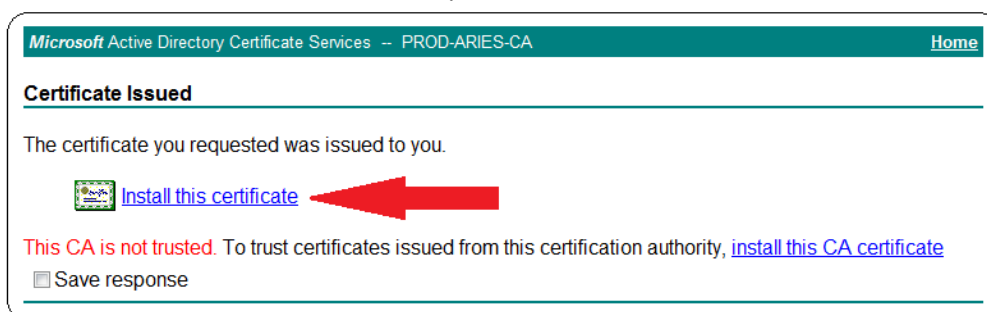 Microsoft Active Directory Certificate Services -- PROD-ARIES-CA Home
Certificate Issued
The certificate you requested was issued to you.
Install this certificate
This CA is not trusted. To trust certificates issued from this certification authority, install this CA certificate
Save response